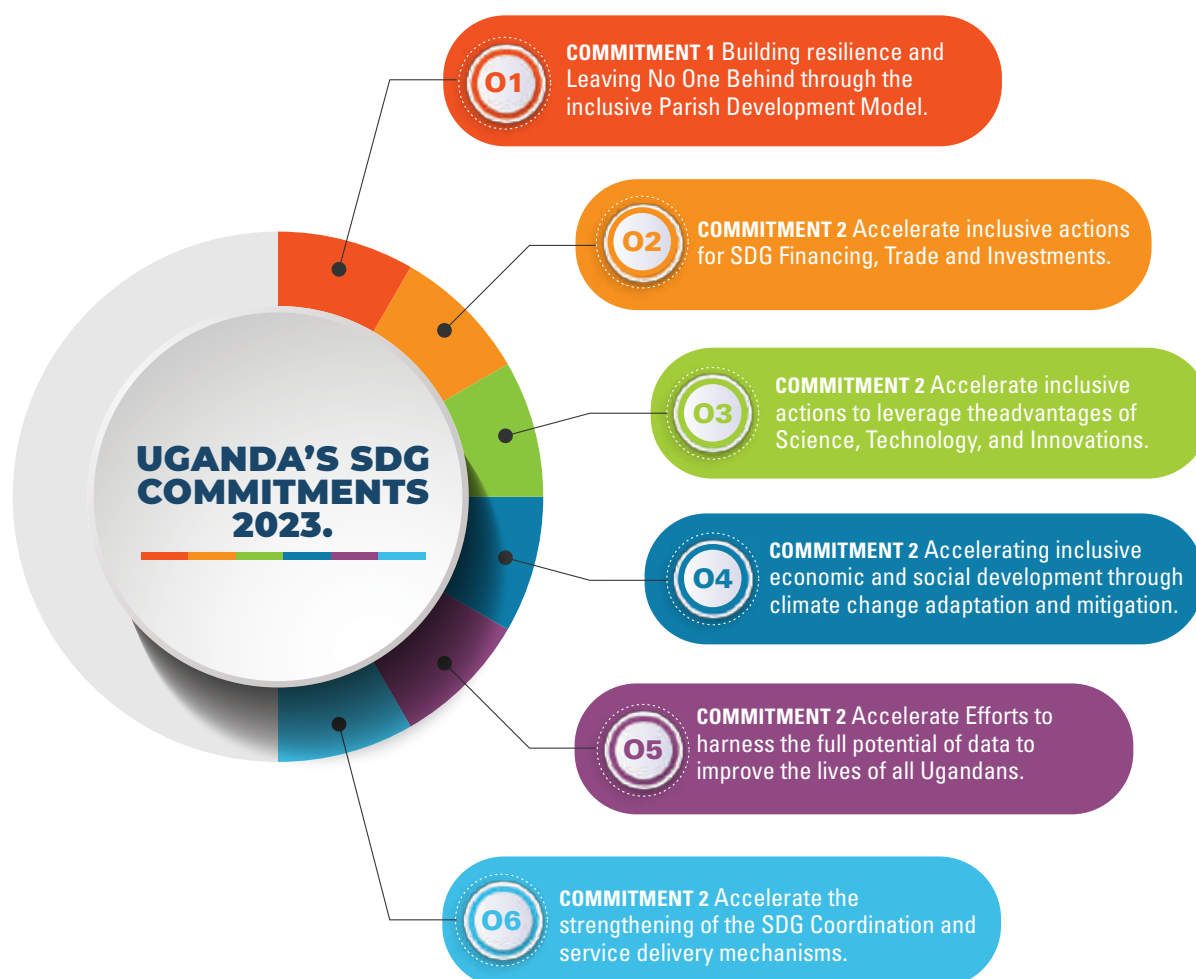 O1
COMMITMENT 1 Building resilience and
Leaving No One Behind through the
inclusive Parish Development Model.
O2
COMMITMENT 2 Accelerate inclusive actions
for SDG Financing, Trade and Investments.
O3
COMMITMENT 2 Accelerate inclusive
actions to leverage theadvantages of
Science, Technology, and Innovations.
UGANDA’S SDG
COMMITMENTS
2023.
O4
COMMITMENT 2 Accelerating inclusive
economic and social development through
climate change adaptation and mitigation.
O5
COMMITMENT 2 Accelerate Efforts to
harness the full potential of data to
improve the lives of all Ugandans.
O6
COMMITMENT 2 Accelerate the
strengthening of the SDG Coordination and
service delivery mechanisms.